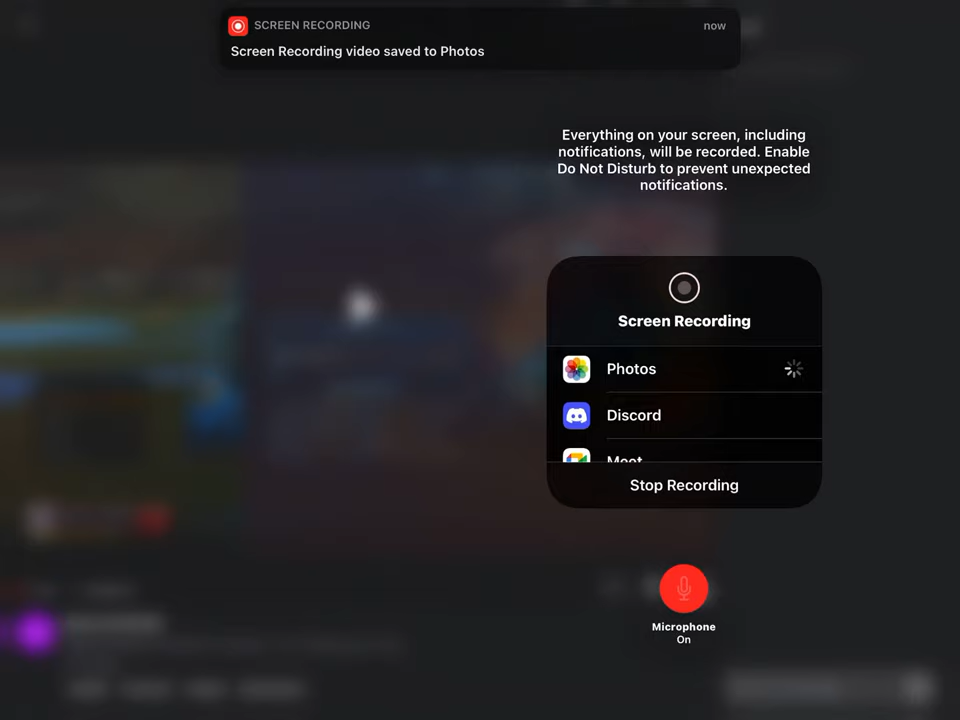 SCREEN RECORDING
now
Screen Recording video saved to Photos
Everything on your screen, including
notifications, will be recorded. Enable
Do Not Disturb to prevent unexpected
notifications.
Screen Recording
Photos
Discord
Meet
Stop Recording
Microphone
On